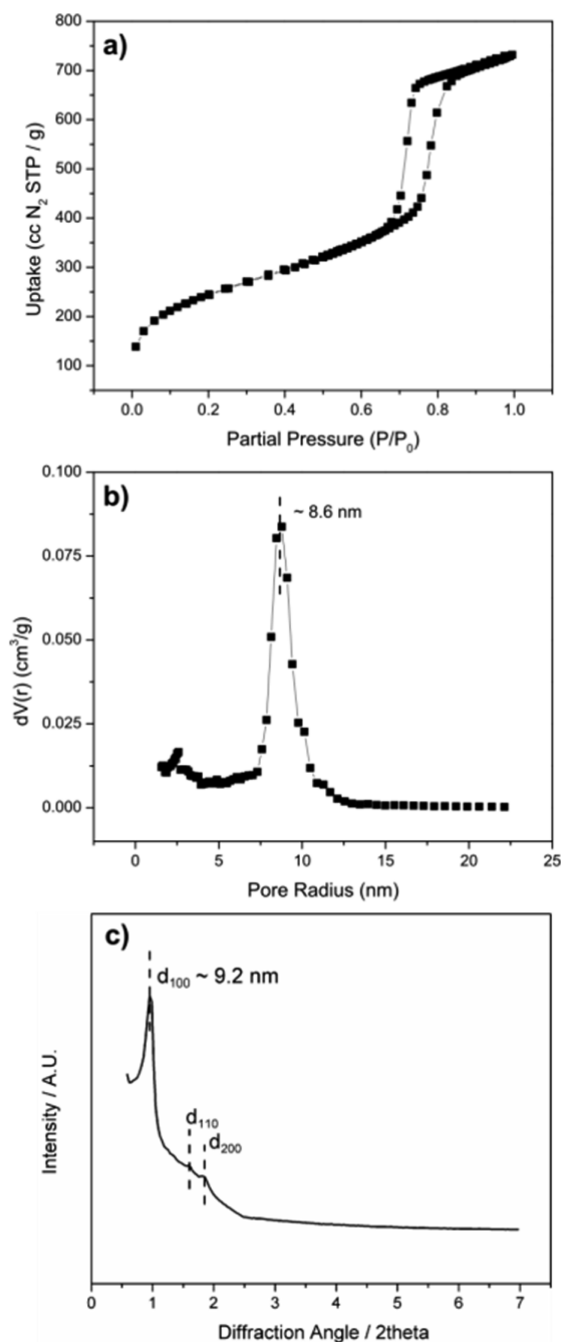 a)
800
700
600
500
400
300
200
100
Uptake (cc N₂ STP / g)
0.0 0.2 0.4 0.6 0.8 1.0
Partial Pressure (P/P₀)
b)
~ 8.6 nm
0.100
0.075
0.050
0.025
0.000
dV(r) (cm³/g)
0 5 10 15 20 25
Pore Radius (nm)
c)
d₁₀₀ ~ 9.2 nm
d₁₁₀
d₂₀₀
Intensity / A.U.
0 1 2 3 4 5 6 7
Diffraction Angle / 2theta